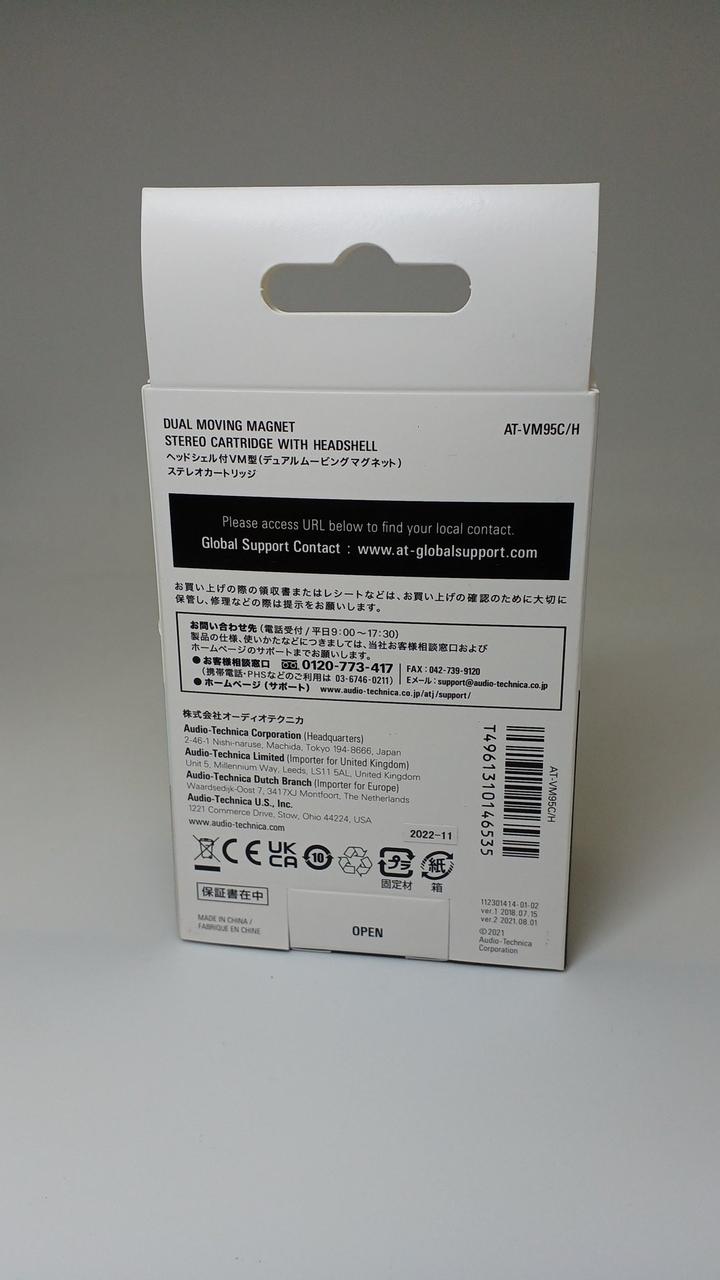 DUAL MOVING MAGNET
STEREO CARTRIDGE WITH HEADSHELL
AT-VM95C/H
ヘッドシェル付VM型(デュアルムービングマグネット)
ステレオカートリッジ
Please access URL below to find your local contact.
Global Support Contact : www.at-globalsupport.com
お買い上げの際の領収書またはレシートなどは、お買い上げの確認のために大切に
保管し、修理などの際は提示をお願いします。
お問い合わせ先(電話受付/平日9:00〜17:30)
製品の仕様、使いかたなどにつきましては、当社お客様相談窓口および
ホームページのサポートまでお願いします。
●お客様相談窓口 0120-773-417
(携帯電話・PHSなどのご利用は 03-6746-0211)
FAX:042-739-9120
Eメール:support@audio-technica.co.jp
●ホームページ(サポート) www.audio-technica.co.jp/atj/support/
株式会社オーディオテクニカ
Audio-Technica Corporation (Headquarters)
2-46-1 Nishi-naruse, Machida, Tokyo 194-8666, Japan
Audio-Technica Limited (Importer for United Kingdom)
Unit 5, Millennium Way, Leeds, LS11 5AL, United Kingdom
Audio-Technica Dutch Branch (Importer for Europe)
Waardsedijk-Oost 7, 3417XJ Montfoort, The Netherlands
Audio-Technica U.S., Inc.
1221 Commerce Drive, Stow, Ohio 44224, USA
www.audio-technica.com
2022-11
T4961310146535
AT-VM95C/H
CE UK CA 10 プラ 紙
固定材 箱
保証書在中
MADE IN CHINA /
FABRIQUE EN CHINE
OPEN
112301414-01-02
ver.1 2018.07.15
ver.2 2021.08.01
©2021
Audio-Technica
Corporation